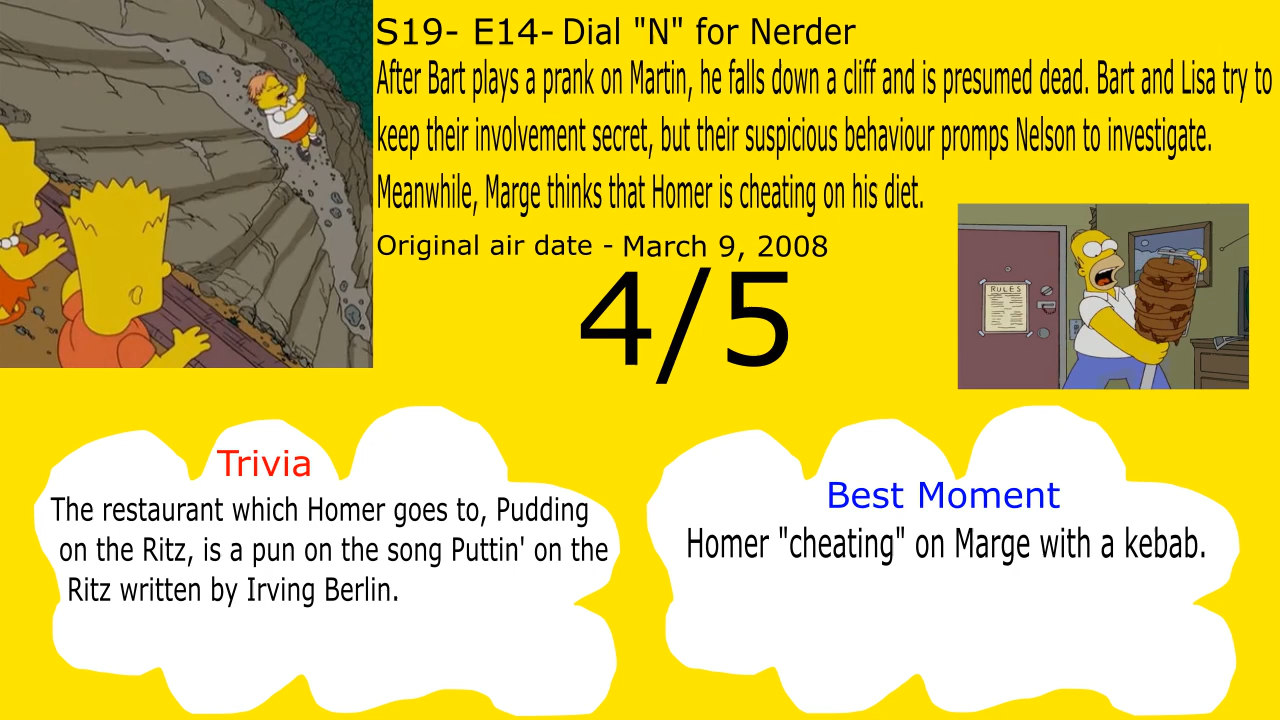 S19- E14- Dial "N" for Nerder
After Bart plays a prank on Martin, he falls down a cliff and is presumed dead. Bart and Lisa try to
keep their involvement secret, but their suspicious behaviour promps Nelson to investigate.
Meanwhile, Marge thinks that Homer is cheating on his diet.
Original air date - March 9, 2008
4/5
RULES
Trivia
The restaurant which Homer goes to, Pudding
on the Ritz, is a pun on the song Puttin' on the
Ritz written by Irving Berlin.
Best Moment
Homer "cheating" on Marge with a kebab.